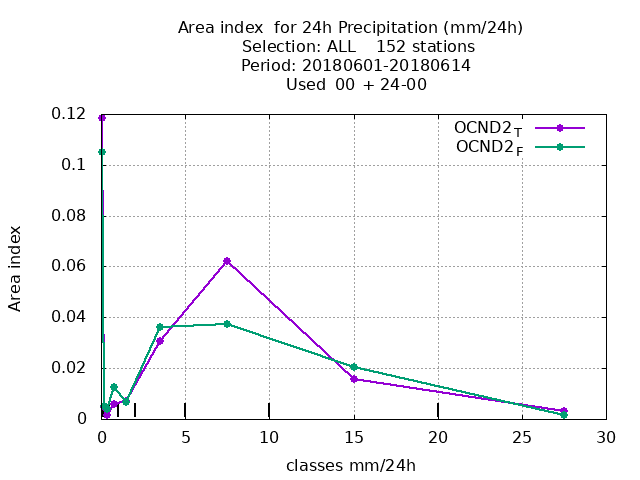 Area index  for 24h Precipitation (mm/24h)
Selection: ALL    152 stations
Period: 20180601-20180614
Used  00 + 24-00
OCND2T
OCND2F
0.12
0.1
0.08
0.06
0.04
0.02
0
Area index
0 5 10 15 20 25 30
classes mm/24h